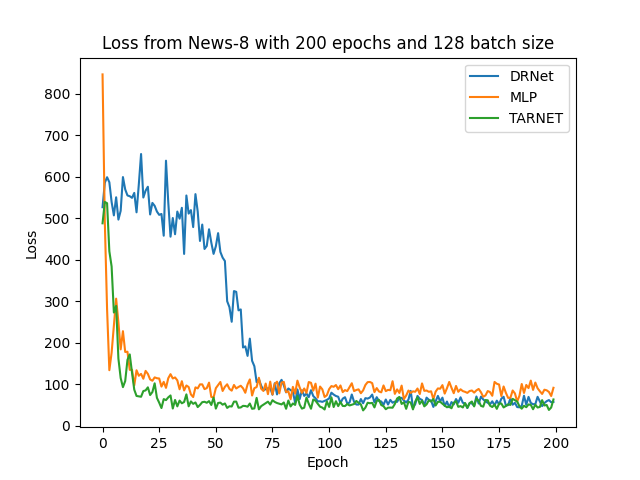 Loss from News-8 with 200 epochs and 128 batch size
DRNet
MLP
TARNET
Loss
800
700
600
500
400
300
200
100
0
0 25 50 75 100 125 150 175 200
Epoch